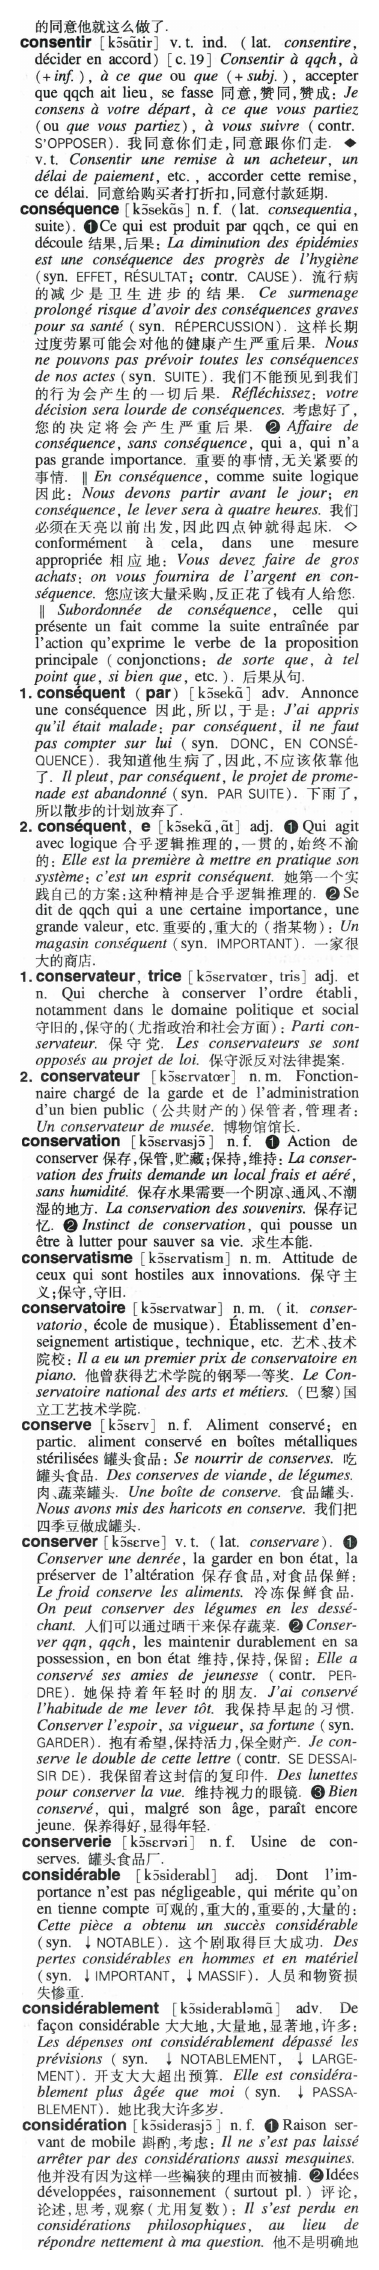 的同意他就这么做了.
consentir [kɔ̃sɑ̃tir] v. t. ind. (lat. consentire,
décider en accord) [c. 19] Consentir à qqch, à
(+ inf.), à ce que ou que (+ subj.), accepter
que qqch ait lieu, se fasse 同意,赞同,赞成: Je
consens à votre départ, à ce que vous partiez
(ou que vous partiez), à vous suivre (contr.
S'OPPOSER). 我同意你们走,同意跟你们走. ◆
v. t. Consentir une remise à un acheteur, un
délai de paiement, etc., accorder cette remise,
ce délai. 同意给购买者打折扣,同意付款延期.
conséquence [kɔ̃sekɑ̃s] n. f. (lat. consequentia,
suite). ❶ Ce qui est produit par qqch, ce qui en
découle 结果,后果: La diminution des épidémies
est une conséquence des progrès de l'hygiène
(syn. EFFET, RÉSULTAT; contr. CAUSE). 流行病
的减少是卫生进步的结果. Ce surmenage
prolongé risque d'avoir des conséquences graves
pour sa santé (syn. RÉPERCUSSION). 这样长期
过度劳累可能会对他的健康产生严重后果. Nous
ne pouvons pas prévoir toutes les conséquences
de nos actes (syn. SUITE). 我们不能预见到我们
的行为会产生的一切后果. Réfléchissez: votre
décision sera lourde de conséquences. 考虑好了,
您的决定将会产生严重后果. ❷ Affaire de
conséquence, sans conséquence, qui a, qui n'a
pas grande importance. 重要的事情,无关紧要的
事情. ‖ En conséquence, comme suite logique
因此: Nous devons partir avant le jour; en
conséquence, le lever sera à quatre heures. 我们
必须在天亮以前出发,因此四点钟就得起床. ◇
conformément à cela, dans une mesure
appropriée 相应地: Vous devez faire de gros
achats: on vous fournira de l'argent en con-
séquence. 您应该大量采购,反正花了钱有人给您.
‖ Subordonnée de conséquence, celle qui
présente un fait comme la suite entraînée par
l'action qu'exprime le verbe de la proposition
principale (conjonctions: de sorte que, à tel
point que, si bien que, etc.). 后果从句.
1. conséquent (par) [kɔ̃sekɑ̃] adv. Annonce
une conséquence 因此,所以,于是: J'ai appris
qu'il était malade; par conséquent, il ne faut
pas compter sur lui (syn. DONC, EN CONSÉ-
QUENCE). 我知道他生病了,因此,不应该依靠他
了. Il pleut, par conséquent, le projet de prome-
nade est abandonné (syn. PAR SUITE). 下雨了,
所以散步的计划放弃了.
2. conséquent, e [kɔ̃sekɑ̃,ɑ̃t] adj. ❶ Qui agit
avec logique 合乎逻辑推理的,一贯的,始终不渝
的: Elle est la première à mettre en pratique son
système; c'est un esprit conséquent. 她第一个实
践自己的方案;这种精神是合乎逻辑推理的. ❷ Se
dit de qqch qui a une certaine importance, une
grande valeur, etc. 重要的,重大的 (指某物): Un
magasin conséquent (syn. IMPORTANT). 一家很
大的商店.
1. conservateur, trice [kɔ̃sɛrvatœr, tris] adj. et
n. Qui cherche à conserver l'ordre établi,
notamment dans le domaine politique et social
守旧的,保守的(尤指政治和社会方面): Parti con-
servateur. 保守党. Les conservateurs se sont
opposés au projet de loi. 保守派反对法律提案.
2. conservateur [kɔ̃sɛrvatœr] n. m. Fonction-
naire chargé de la garde et de l'administration
d'un bien public (公共财产的)保管者,管理者:
Un conservateur de musée. 博物馆馆长.
conservation [kɔ̃sɛrvasjɔ̃] n. f. ❶ Action de
conserver 保存,保管,贮藏;保持,维持: La conser-
vation des fruits demande un local frais et aéré,
sans humidité. 保存水果需要一个阴凉、通风、不潮
湿的地方. La conservation des souvenirs. 保存记
忆. ❷ Instinct de conservation, qui pousse un
être à lutter pour sauver sa vie. 求生本能.
conservatisme [kɔ̃sɛrvatism] n. m. Attitude de
ceux qui sont hostiles aux innovations. 保守主
义;保守,守旧.
conservatoire [kɔ̃sɛrvatwar] n. m. (it. conser-
vatorio, école de musique). Établissement d'en-
seignement artistique, technique, etc. 艺术、技术
院校: Il a eu un premier prix de conservatoire en
piano. 他曾获得艺术学院的钢琴一等奖. Le Con-
servatoire national des arts et métiers. (巴黎)国
立工艺技术学院.
conserve [kɔ̃sɛrv] n. f. Aliment conservé; en
partic. aliment conservé en boîtes métalliques
stérilisées 罐头食品: Se nourrir de conserves. 吃
罐头食品. Des conserves de viande, de légumes.
肉、蔬菜罐头. Une boîte de conserve. 食品罐头.
Nous avons mis des haricots en conserve. 我们把
四季豆做成罐头.
conserver [kɔ̃sɛrve] v. t. (lat. conservare). ❶
Conserver une denrée, la garder en bon état, la
préserver de l'altération 保存食品,对食品保鲜:
Le froid conserve les aliments. 冷冻保鲜食品.
On peut conserver des légumes en les dessé-
chant. 人们可以通过晒干来保存蔬菜. ❷ Conser-
ver qqn, qqch, les maintenir durablement en sa
possession, en bon état 维持,保持,保留: Elle a
conservé ses amies de jeunesse (contr. PER-
DRE). 她保持着年轻时的朋友. J'ai conservé
l'habitude de me lever tôt. 我保持早起的习惯.
Conserver l'espoir, sa vigueur, sa fortune (syn.
GARDER). 抱有希望,保持活力,保全财产. Je con-
serve le double de cette lettre (contr. SE DESSAI-
SIR DE). 我保留着这封信的复印件. Des lunettes
pour conserver la vue. 维持视力的眼镜. ❸ Bien
conservé, qui, malgré son âge, paraît encore
jeune. 保养得好,显得年轻.
conserverie [kɔ̃sɛrvəri] n. f. Usine de con-
serves. 罐头食品厂.
considérable [kɔ̃siderabl] adj. Dont l'im-
portance n'est pas négligeable, qui mérite qu'on
en tienne compte 可观的,重大的,重要的,大量的:
Cette pièce a obtenu un succès considérable
(syn. ↓ NOTABLE). 这个剧取得巨大成功. Des
pertes considérables en hommes et en matériel
(syn. ↓ IMPORTANT, ↓ MASSIF). 人员和物资损
失惨重.
considérablement [kɔ̃siderabləmɑ̃] adv. De
façon considérable 大大地,大量地,显著地,许多:
Les dépenses ont considérablement dépassé les
prévisions (syn. ↓ NOTABLEMENT, ↓ LARGE-
MENT). 开支大大超出预算. Elle est considéra-
blement plus âgée que moi (syn. ↓ PASSA-
BLEMENT). 她比我大许多岁.
considération [kɔ̃siderasjɔ̃] n. f. ❶ Raison ser-
vant de mobile 斟酌,考虑: Il ne s'est pas laissé
arrêter par des considérations aussi mesquines.
他并没有因为这样一些褊狭的理由而被捕. ❷ Idées
développées, raisonnement (surtout pl.) 评论,
论述,思考,观察(尤用复数): Il s'est perdu en
considérations philosophiques, au lieu de
répondre nettement à ma question. 他不是明确地